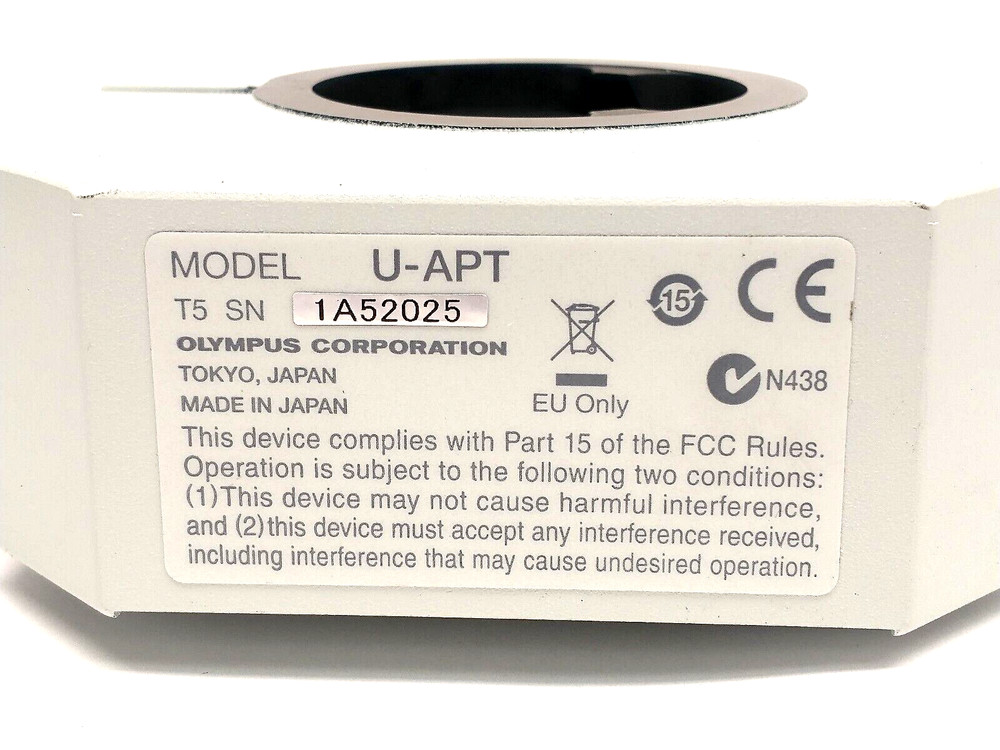 MODEL U-APT
T5 SN 1A52025
OLYMPUS CORPORATION
TOKYO, JAPAN
MADE IN JAPAN
15
CE
N438
EU Only
This device complies with Part 15 of the FCC Rules.
Operation is subject to the following two conditions:
(1)This device may not cause harmful interference,
and (2)this device must accept any interference received,
including interference that may cause undesired operation.